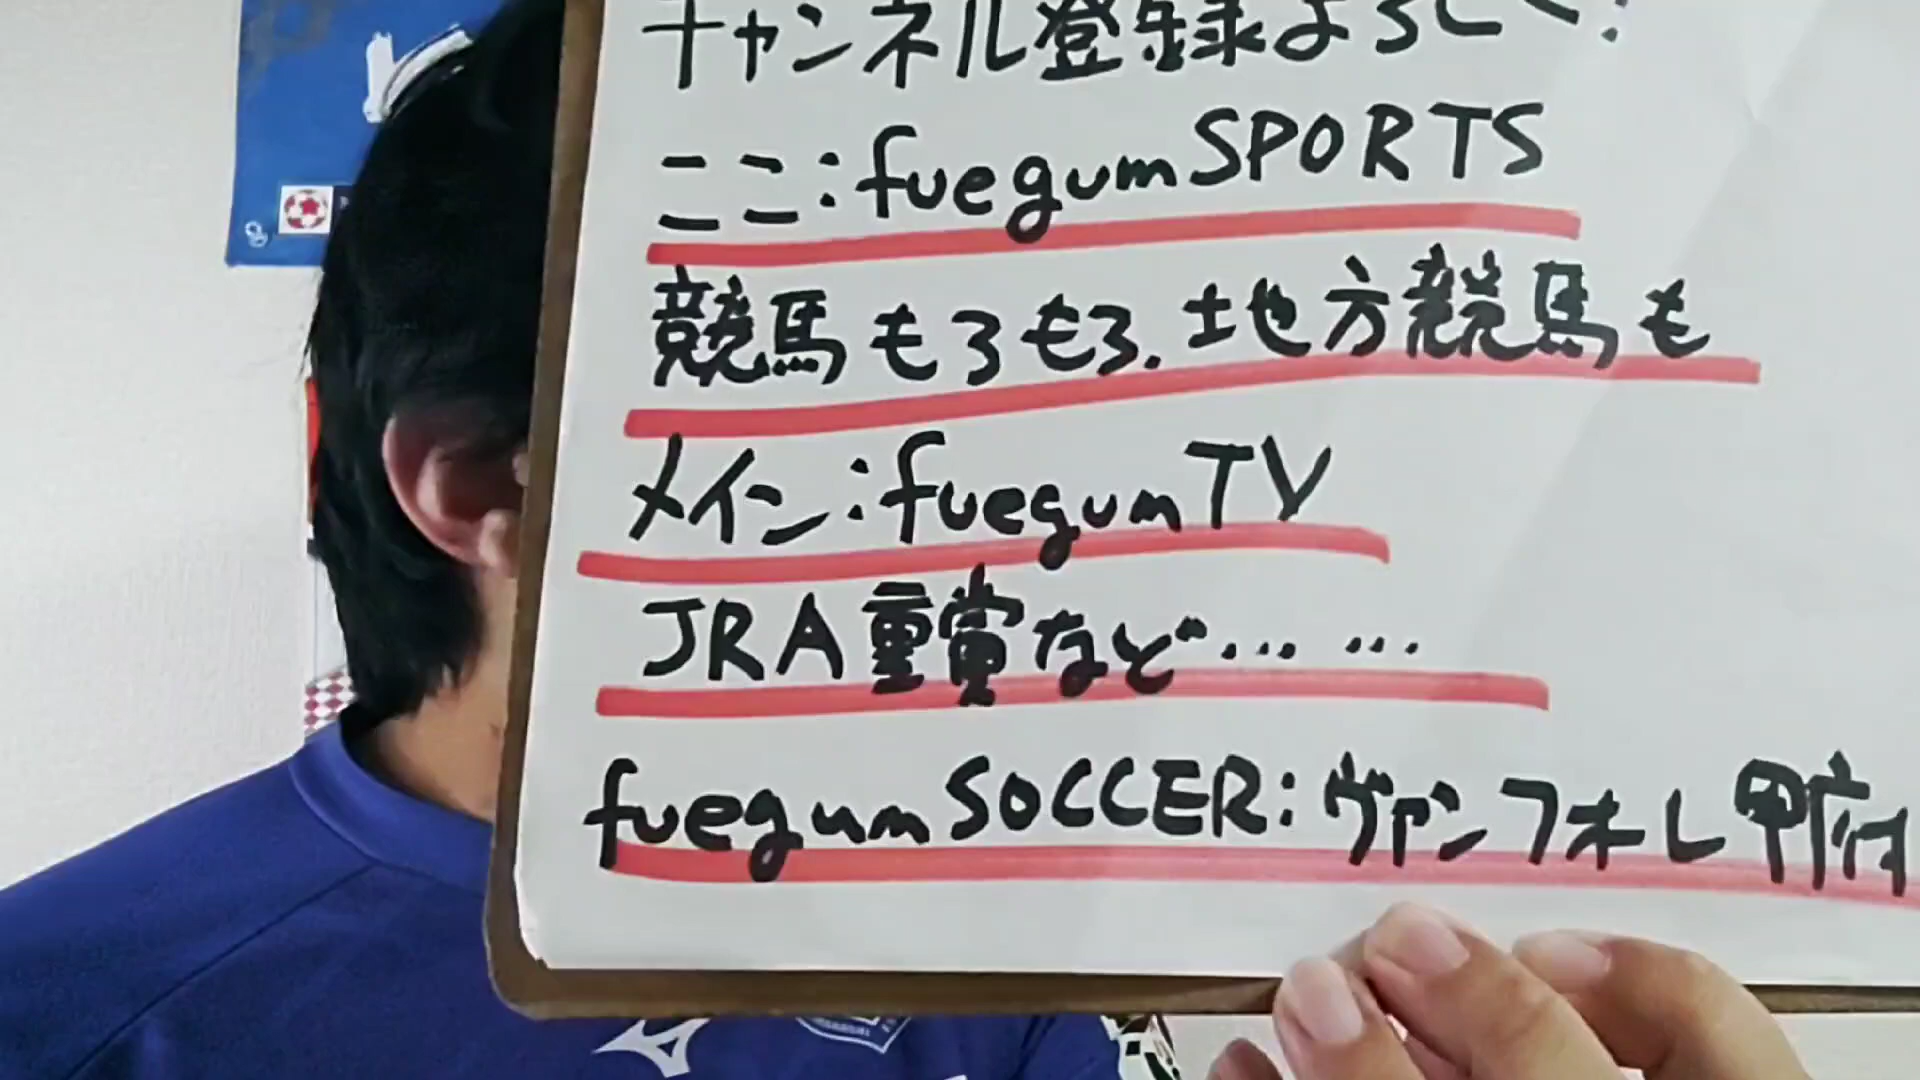 チャンネル登録よろしく!
ここ:fuegumSPORTS
競馬もろもろ.地方競馬も
メイン:fuegumTV
JRA重賞など……
fuegumSOCCER:ヴァンフォーレ甲府